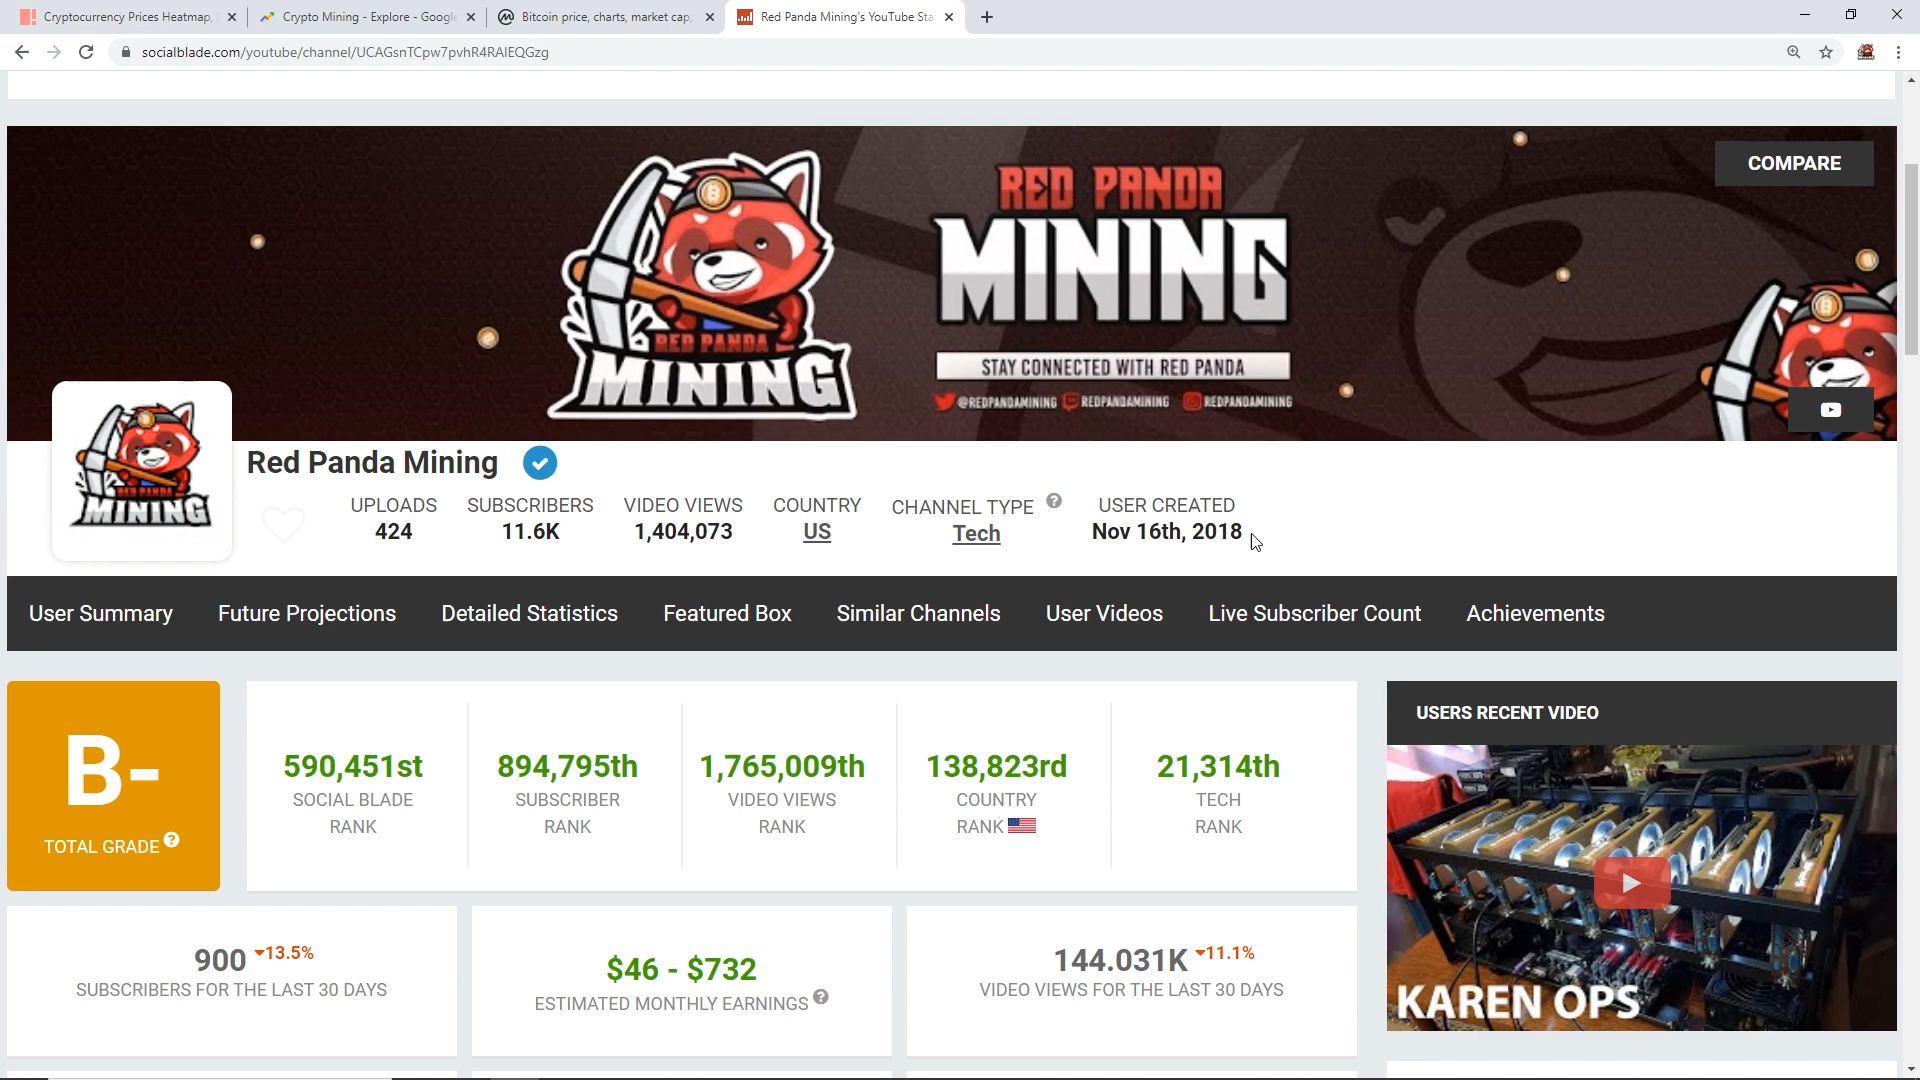 Cryptocurrency Prices Heatmap,
Crypto Mining - Explore - Google
Bitcoin price, charts, market cap,
Red Panda Mining's YouTube Sta
socialblade.com/youtube/channel/UCAGsnTCpw7pvhR4RAIEQGzg
COMPARE
RED PANDA
MINING
RED PANDA
MINING
STAY CONNECTED WITH RED PANDA
@REDPANDAMINING REDPANDAMINING REDPANDAMINING
RED PANDA
MINING
Red Panda Mining
UPLOADS SUBSCRIBERS VIDEO VIEWS COUNTRY CHANNEL TYPE ? USER CREATED
424 11.6K 1,404,073 US Tech Nov 16th, 2018
User Summary Future Projections Detailed Statistics Featured Box Similar Channels User Videos Live Subscriber Count Achievements
B-
TOTAL GRADE ?
590,451st 894,795th 1,765,009th 138,823rd 21,314th
SOCIAL BLADE SUBSCRIBER VIDEO VIEWS COUNTRY TECH
RANK RANK RANK RANK RANK
USERS RECENT VIDEO
KAREN OPS
900 13.5%
SUBSCRIBERS FOR THE LAST 30 DAYS
$46 - $732
ESTIMATED MONTHLY EARNINGS ?
144.031K 11.1%
VIDEO VIEWS FOR THE LAST 30 DAYS